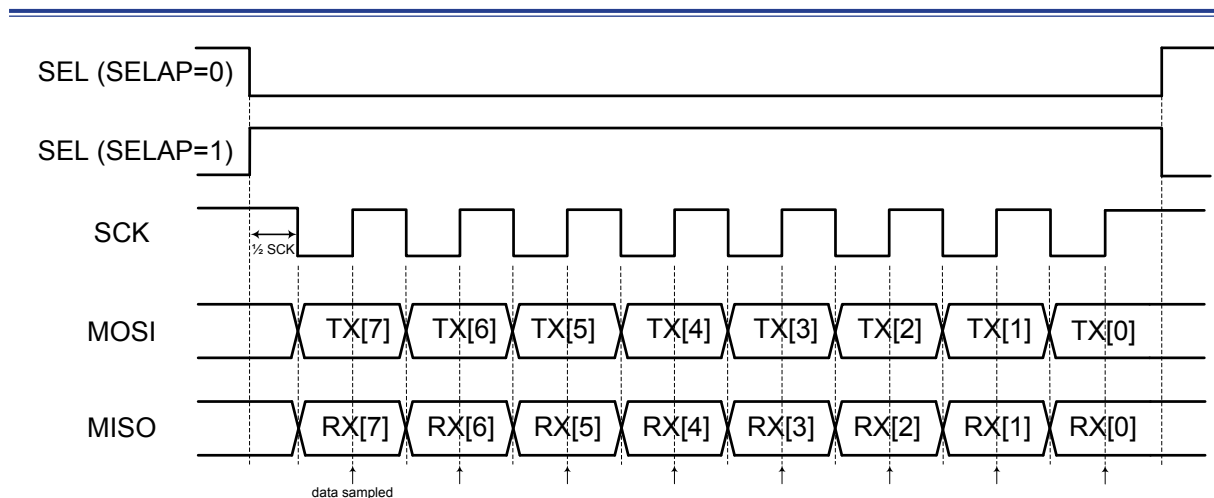 SEL (SELAP=0)
SEL (SELAP=1)
SCK
½ SCK
MOSI
TX[7] TX[6] TX[5] TX[4] TX[3] TX[2] TX[1] TX[0]
MISO
RX[7] RX[6] RX[5] RX[4] RX[3] RX[2] RX[1] RX[0]
data sampled